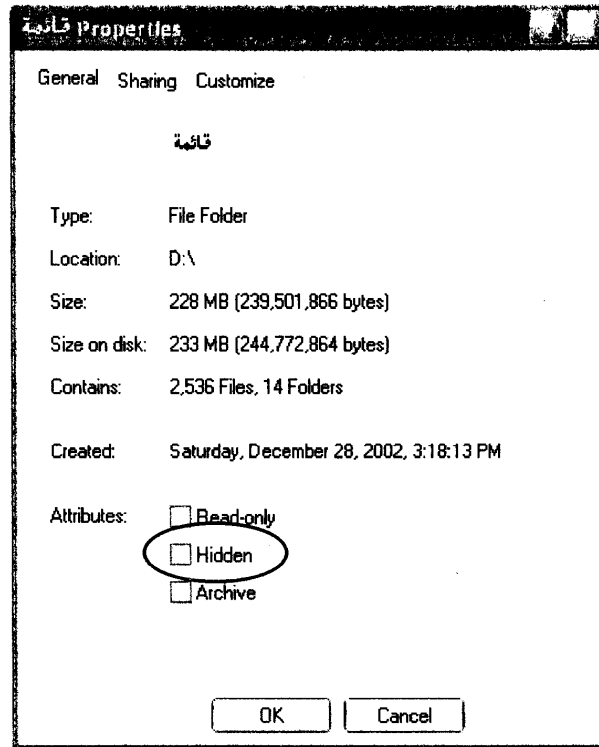 قائمة Properties
General Sharing Customize
قائمة
Type: File Folder
Location: D:\
Size: 228 MB (239,501,866 bytes)
Size on disk: 233 MB (244,772,864 bytes)
Contains: 2,536 Files, 14 Folders
Created: Saturday, December 28, 2002, 3:18:13 PM
Attributes: Read-only
Hidden
Archive
OK Cancel